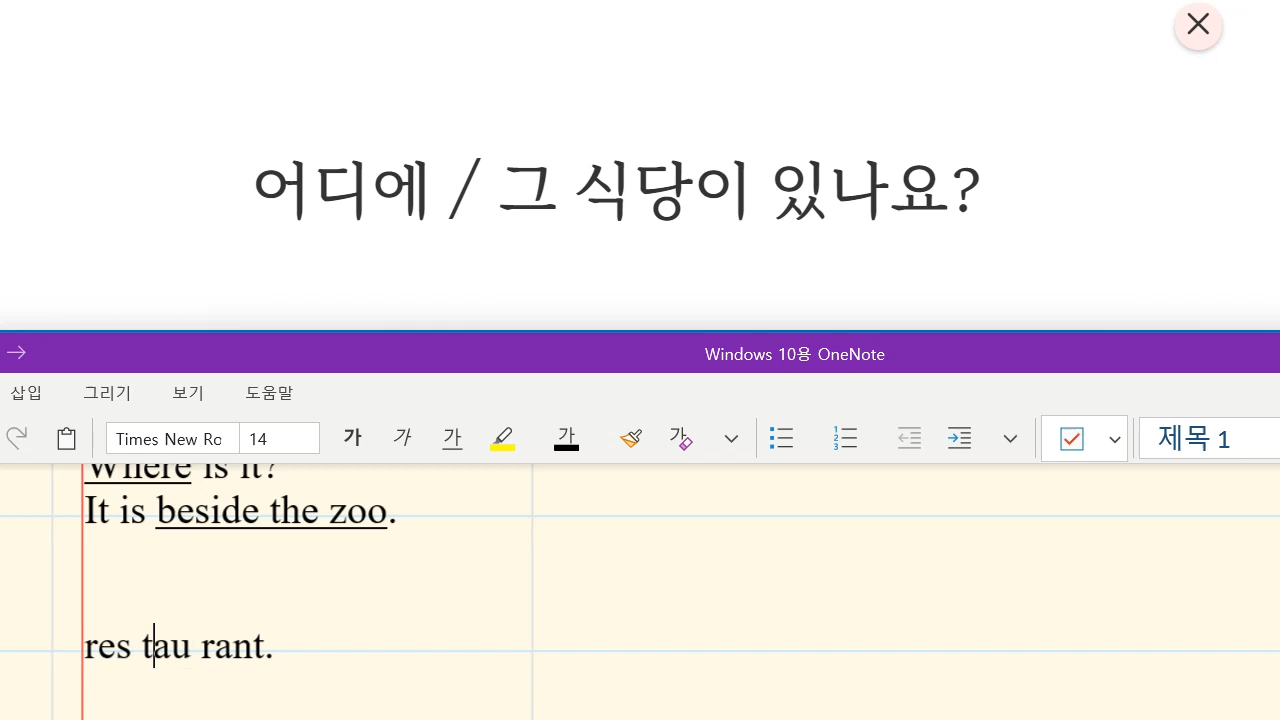 어디에 / 그 식당이 있나요?
Windows 10용 OneNote
삽입 그리기 보기 도움말
Times New Ro 14 가 가 가 가 가 제목 1
Where is it?
It is beside the zoo.
res tau rant.